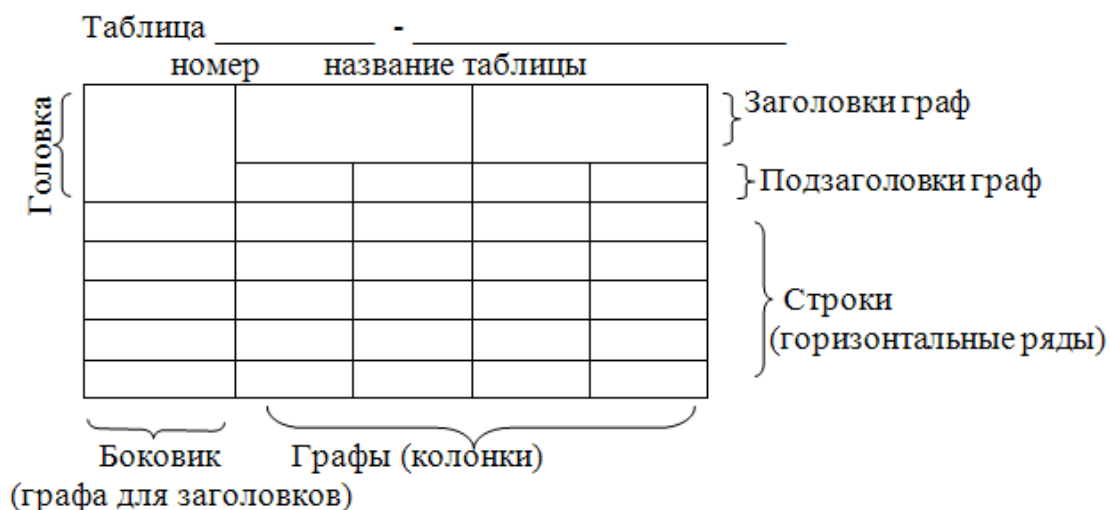 Таблица __________ - _______________________
номер название таблицы
Головка
Заголовки граф
Подзаголовки граф
Строки
(горизонтальные ряды)
Боковик
(графа для заголовков)
Графы (колонки)